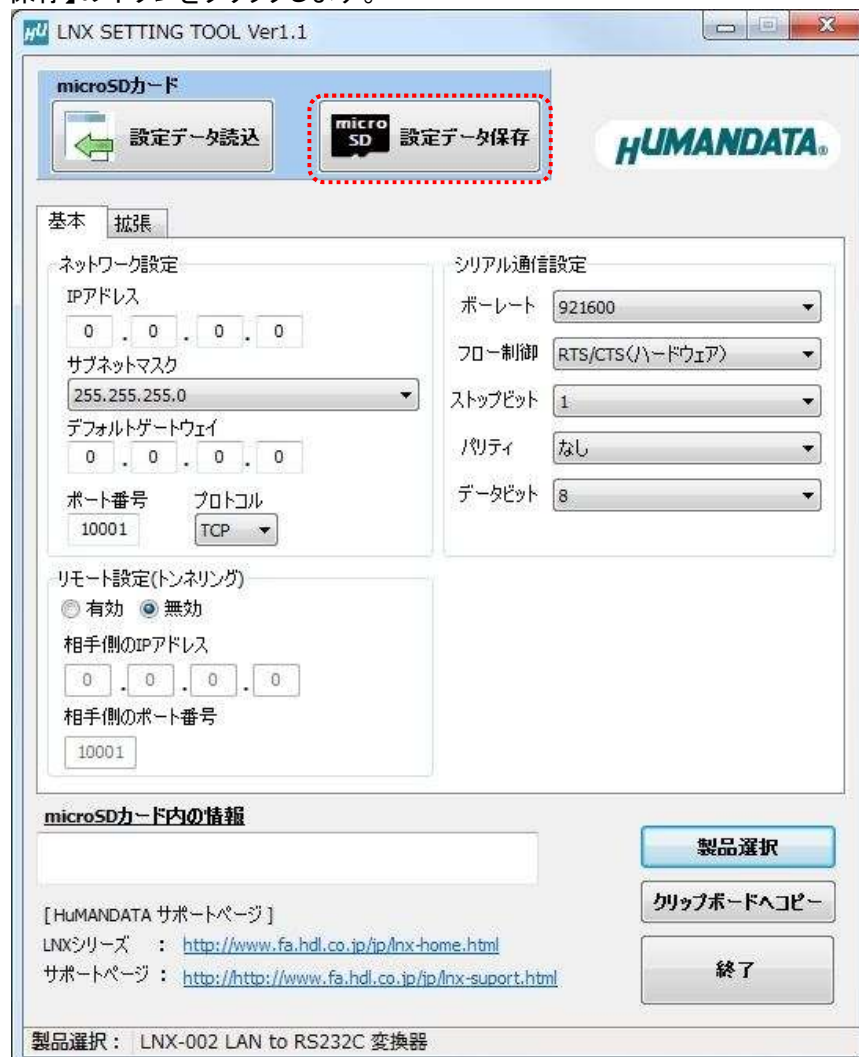 保存】のボタンをクリックします。
LNX SETTING TOOL Ver1.1
microSDカード
設定データ読込
micro SD 設定データ保存
HUMANDATA®
基本 拡張
ネットワーク設定
IPアドレス
0 . 0 . 0 . 0
サブネットマスク
255.255.255.0
デフォルトゲートウェイ
0 . 0 . 0 . 0
ポート番号 プロトコル
10001 TCP
シリアル通信設定
ボーレート 921600
フロー制御 RTS/CTS(ハードウェア)
ストップビット 1
パリティ なし
データビット 8
リモート設定(トンネリング)
有効 無効
相手側のIPアドレス
0 . 0 . 0 . 0
相手側のポート番号
10001
microSDカード内の情報
製品選択
クリップボードへコピー
終了
[HuMANDATA サポートページ]
LNXシリーズ : http://www.fa.hdl.co.jp/jp/lnx-home.html
サポートページ : http://http://www.fa.hdl.co.jp/jp/lnx-suport.html
製品選択: LNX-002 LAN to RS232C 変換器